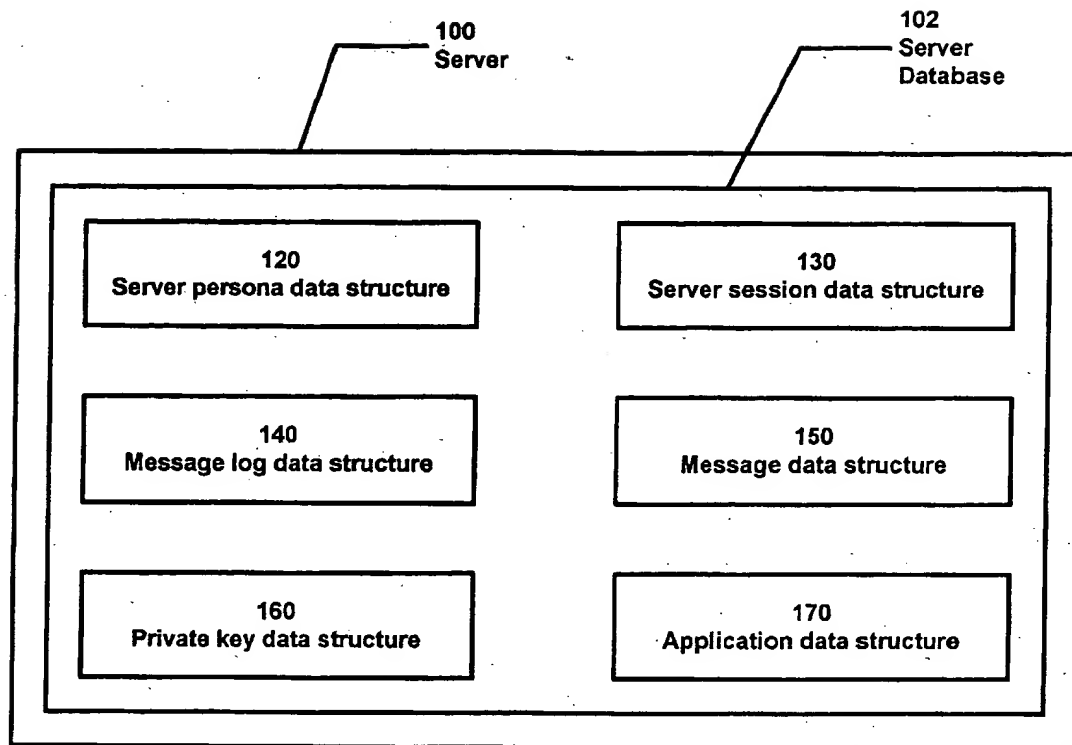 100
Server
102
Server
Database
120
Server persona data structure
130
Server session data structure
140
Message log data structure
150
Message data structure
160
Private key data structure
170
Application data structure